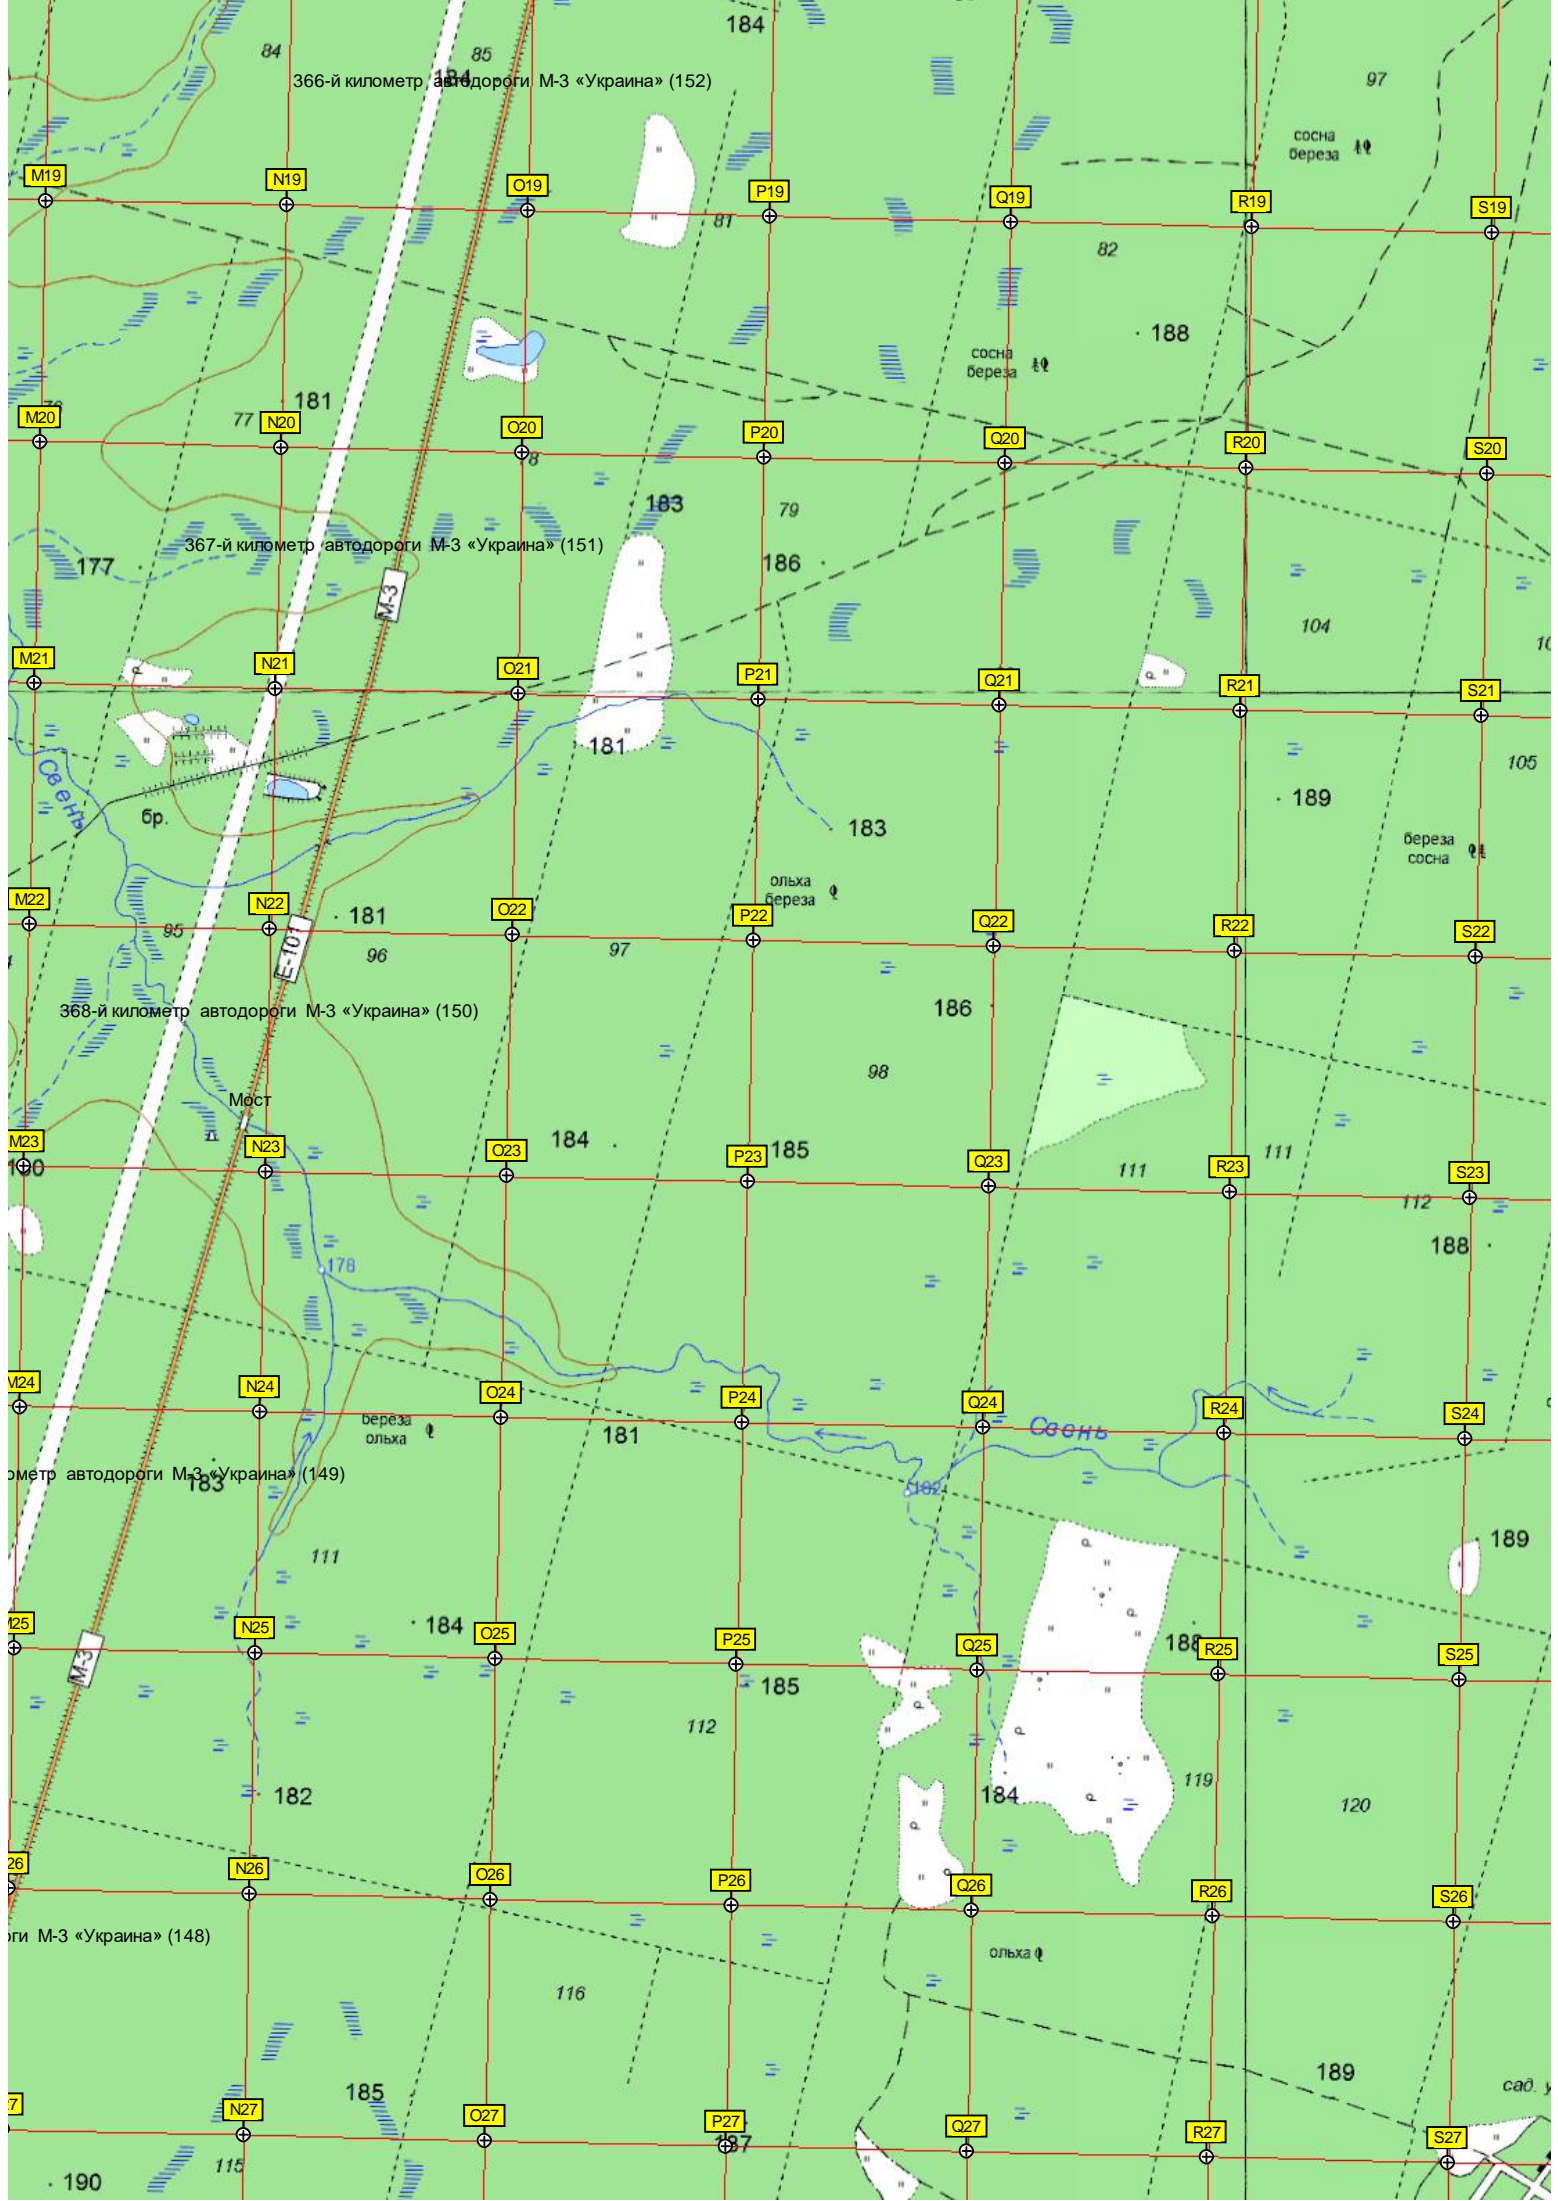 184
84
85
184
366-й километр автодороги М-3 «Украина» (152)
97
сосна
береза
M19
N19
O19
P19
Q19
R19
S19
81
82
188
сосна
береза
181
77
M20
N20
O20
P20
Q20
R20
S20
183
79
367-й километр автодороги М-3 «Украина» (151)
177
186
М-3
104
M21
N21
O21
P21
Q21
R21
S21
181
105
Свень
бр.
189
183
береза
сосна
ольха
береза
M22
N22
O22
P22
Q22
R22
S22
181
95
96
97
E-101
186
368-й километр автодороги М-3 «Украина» (150)
98
Мост
184
185
M23
N23
O23
P23
Q23
R23
S23
111
111
112
188
178
M24
N24
O24
P24
Q24
R24
S24
береза
ольха
181
Свень
ометр автодороги М-3 «Украина» (149)
183
182
189
111
184
188
N25
O25
P25
Q25
R25
S25
М-3
185
112
182
184
119
120
N26
O26
P26
Q26
R26
S26
ги М-3 «Украина» (148)
ольха
116
185
189
сад. у
N27
O27
P27
Q27
R27
S27
187
115
190